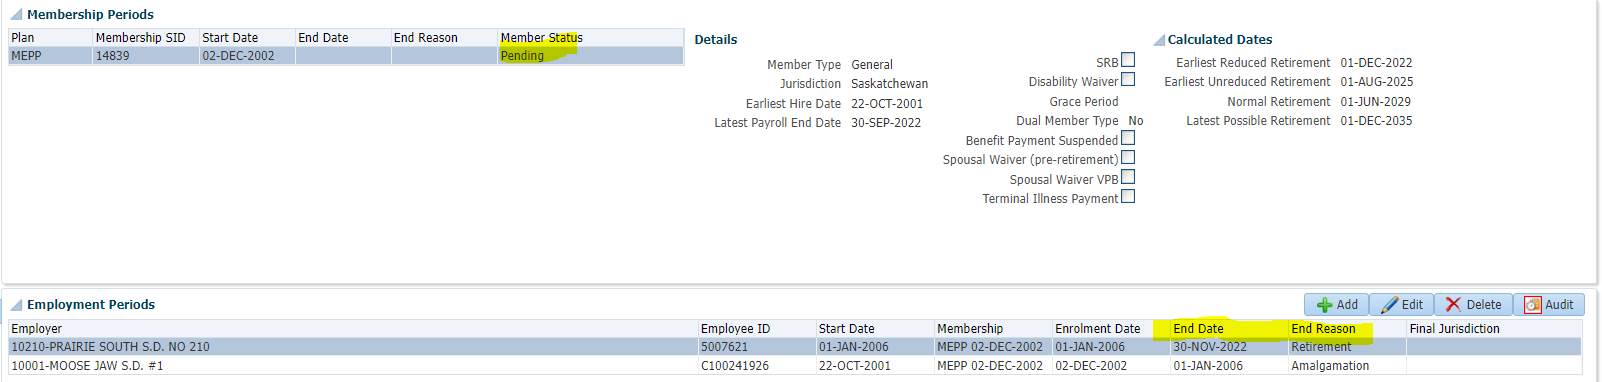 Membership Periods
Plan Membership SID Start Date End Date End Reason Member Status
MEPP 14839 02-DEC-2002 Pending
Details
Member Type General
Jurisdiction Saskatchewan
Earliest Hire Date 22-OCT-2001
Latest Payroll End Date 30-SEP-2022
SRB
Disability Waiver
Grace Period
Dual Member Type No
Benefit Payment Suspended
Spousal Waiver (pre-retirement)
Spousal Waiver VPB
Terminal Illness Payment
Calculated Dates
Earliest Reduced Retirement 01-DEC-2022
Earliest Unreduced Retirement 01-AUG-2025
Normal Retirement 01-JUN-2029
Latest Possible Retirement 01-DEC-2035
Employment Periods
Add Edit Delete Audit
Employer Employee ID Start Date Membership Enrolment Date End Date End Reason Final Jurisdiction
10210-PRAIRIE SOUTH S.D. NO 210 5007621 01-JAN-2006 MEPP 02-DEC-2002 01-JAN-2006 30-NOV-2022 Retirement
10001-MOOSE JAW S.D. #1 C100241926 22-OCT-2001 MEPP 02-DEC-2002 02-DEC-2002 01-JAN-2006 Amalgamation